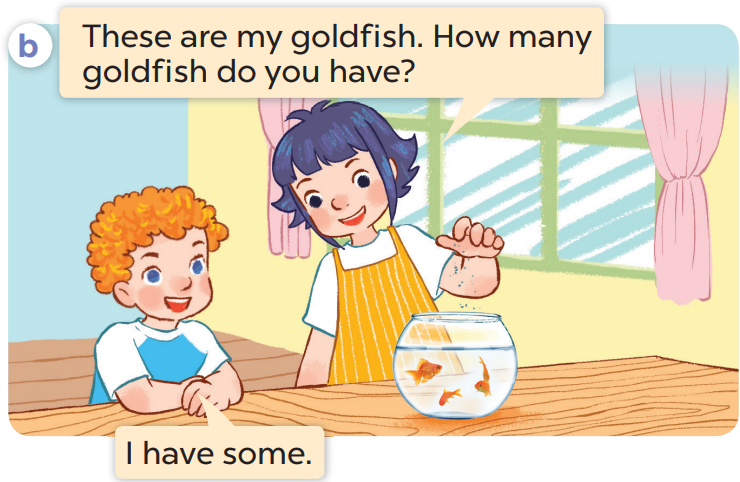 b
These are my goldfish. How many
goldfish do you have?
I have some.